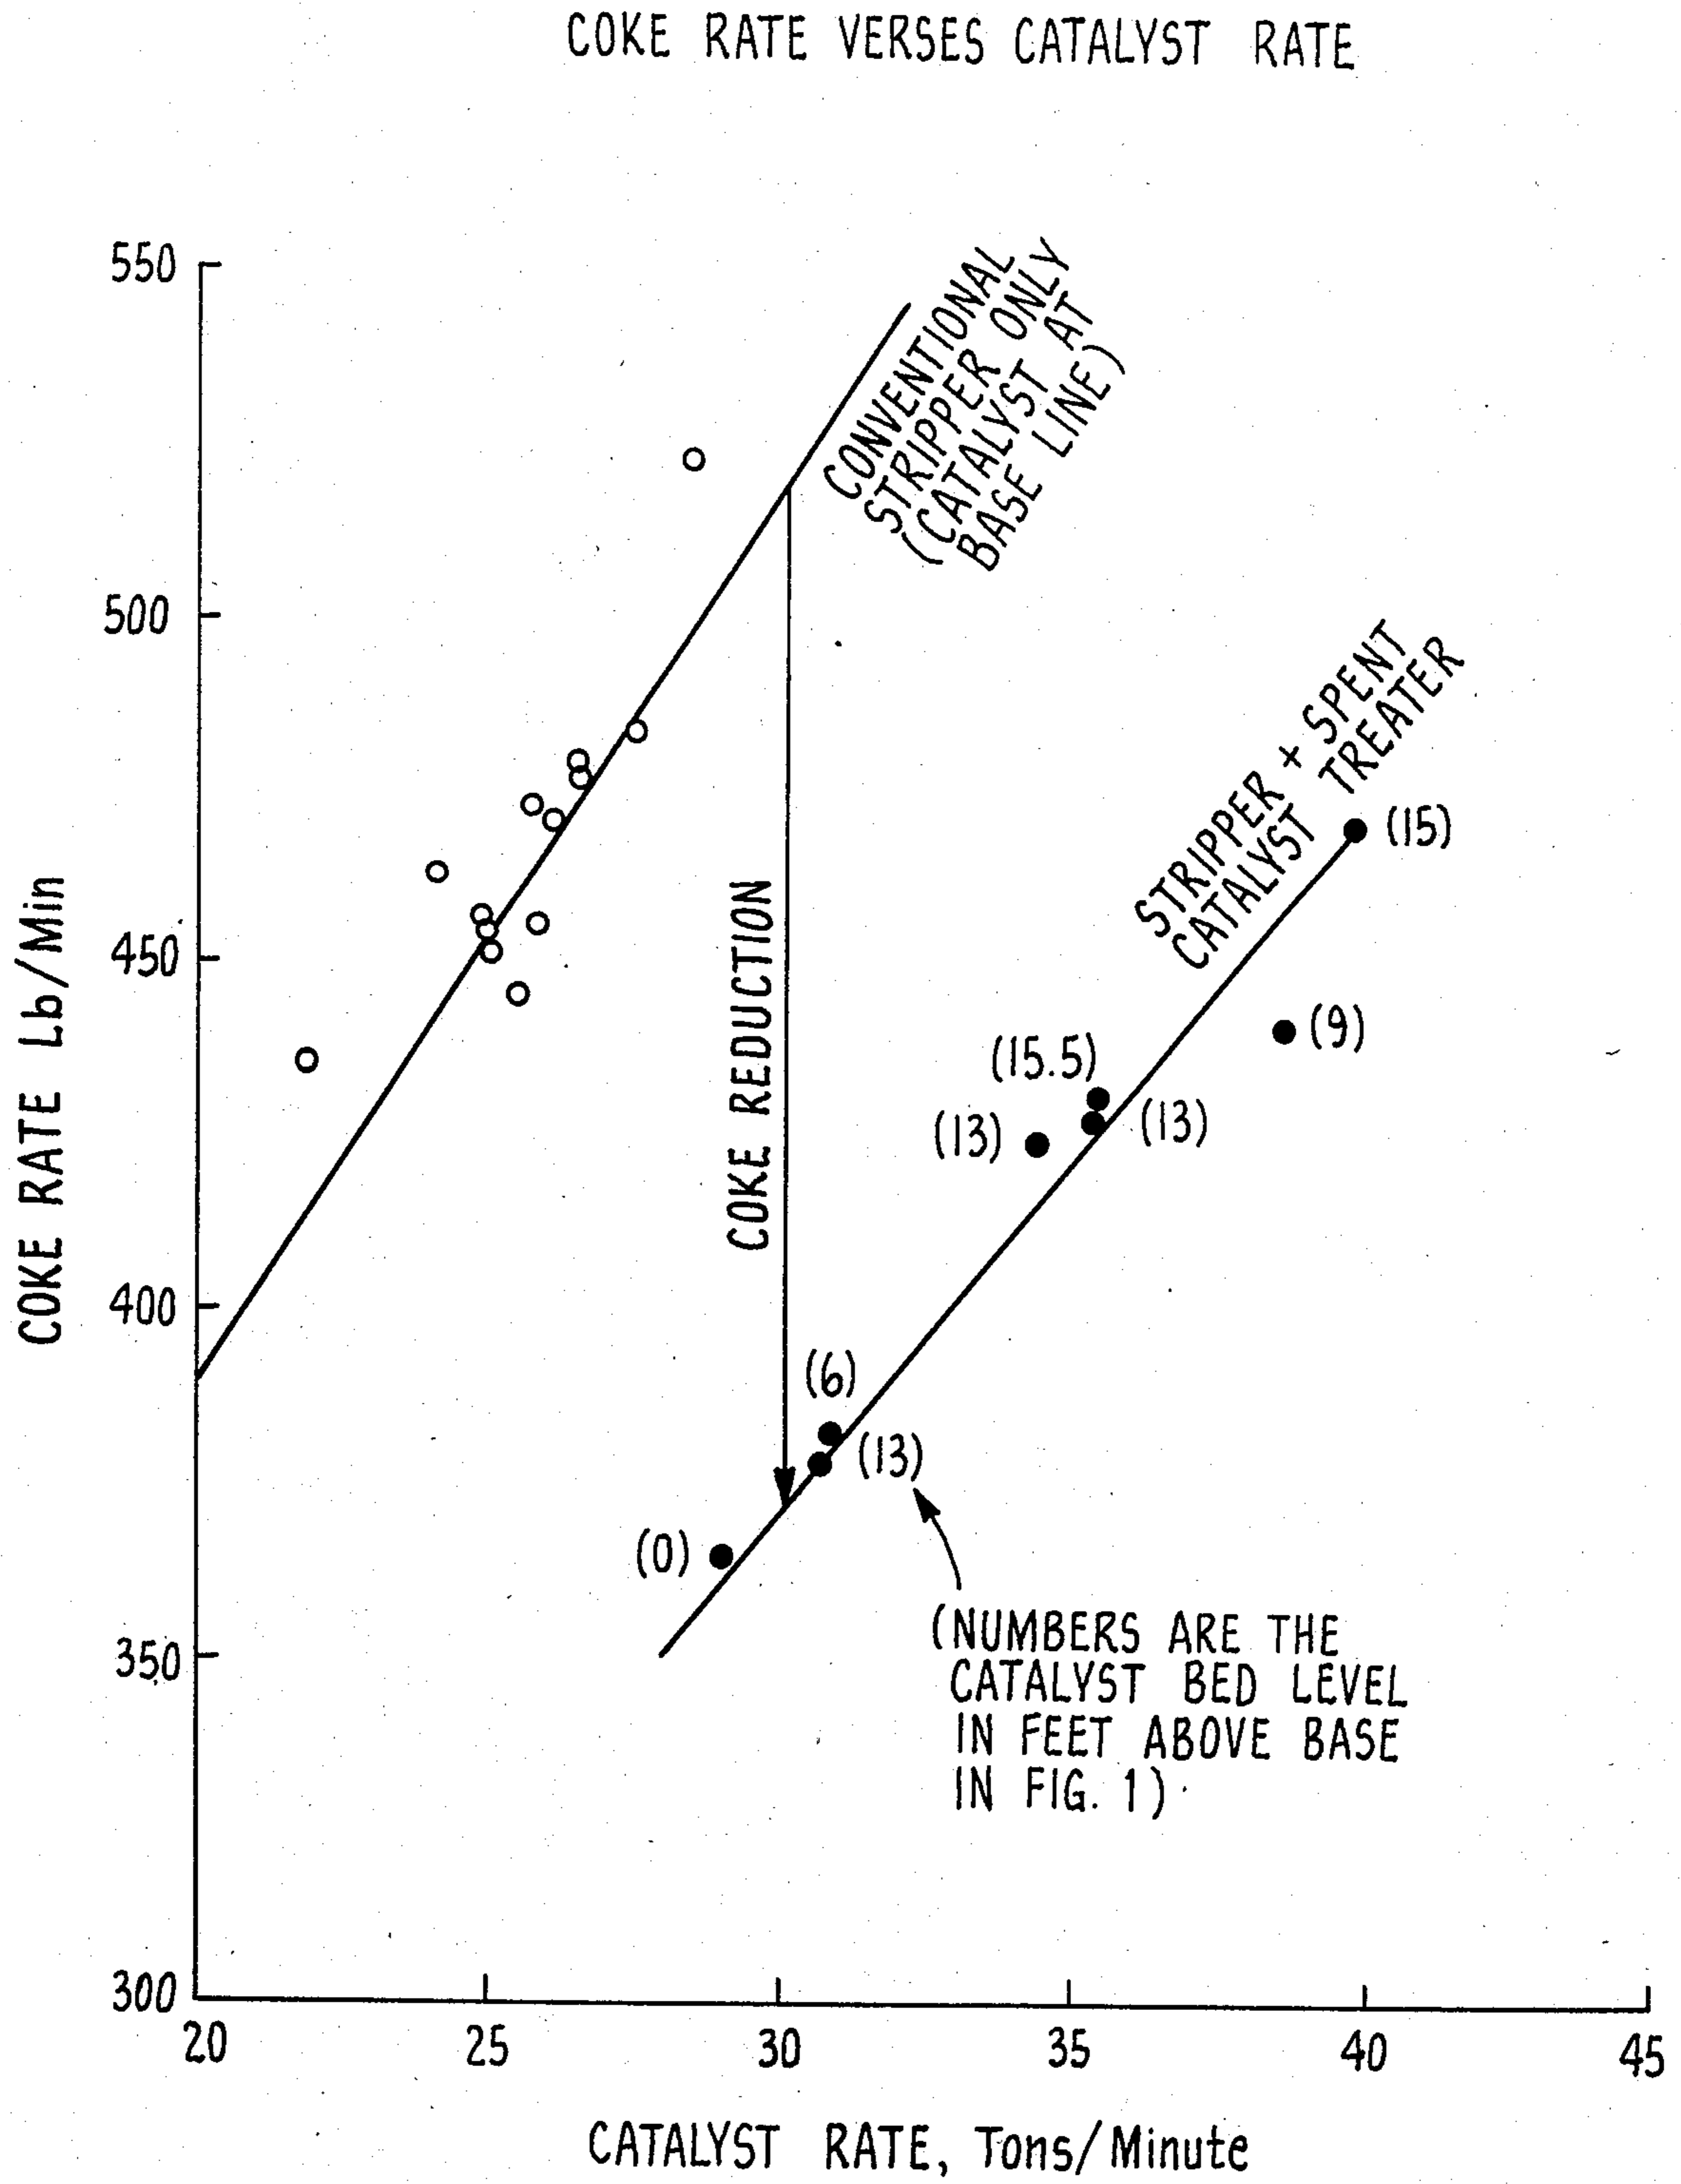 COKE RATE VERSES CATALYST RATE
550
500
450
400
350
300
20
25
30
35
40
45
COKE RATE Lb/Min
CATALYST RATE, Tons/Minute
CONVENTIONAL
STRIPPER ONLY
(CATALYST AT
BASE LINE)
COKE REDUCTION
STRIPPER + SPENT
CATALYST TREATER
(15)
(9)
(15.5)
(13)
(13)
(6)
(13)
(0)
(NUMBERS ARE THE
CATALYST BED LEVEL
IN FEET ABOVE BASE
IN FIG. 1)